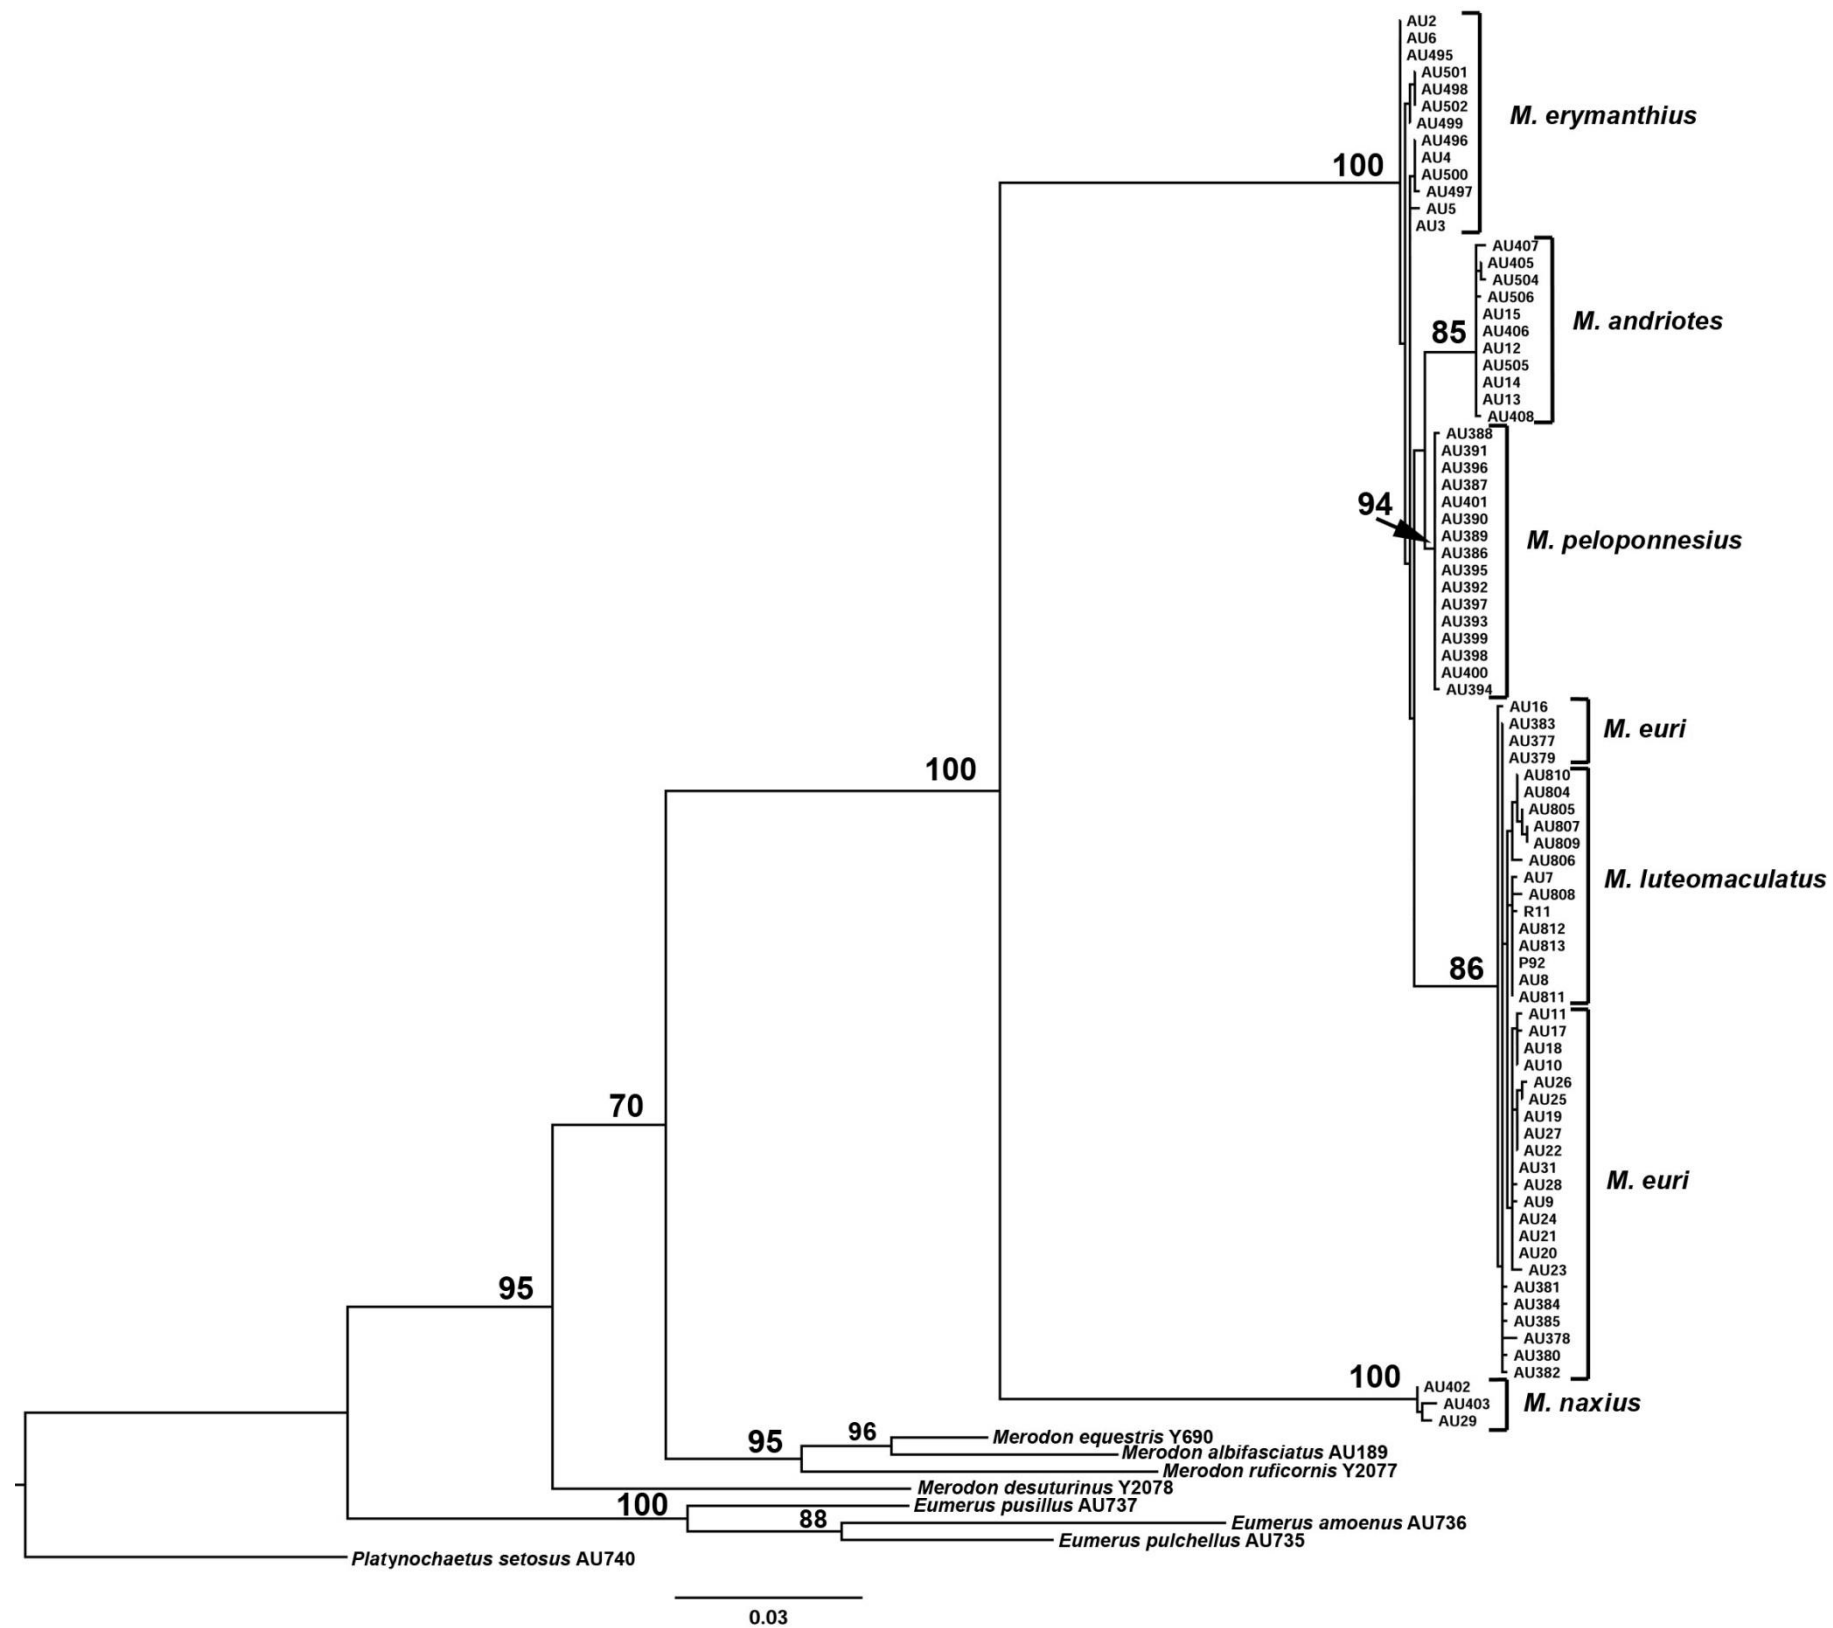 AU2
AU6
AU495
AU501
AU498
AU502
AU499
M. erymanthius
AU496
AU4
100
AU500
AU497
AU5
AU3
AU407
AU405
AU504
AU506
AU15
M. andriotes
85
AU406
AU12
AU505
AU14
AU13
AU408
AU388
AU391
AU396
AU387
94
AU401
AU390
AU389
M. peloponnesius
AU386
AU395
AU392
AU397
AU393
AU399
AU398
AU400
AU394
AU16
AU383
M. euri
AU377
AU379
100
AU810
AU804
AU805
AU807
AU809
AU806
AU7
M. luteomaculatus
AU808
R11
AU812
AU813
P92
86
AU8
AU811
AU11
AU17
AU18
AU10
AU26
AU25
70
AU19
AU27
AU22
AU31
AU28
M. euri
AU9
AU24
AU21
AU20
AU23
95
AU381
AU384
AU385
AU378
AU380
AU382
100
AU402
AU403
M. naxius
AU29
96
Merodon equestris Y690
95
Merodon albifasciatus AU189
Merodon ruficornis Y2077
Merodon desuturinus Y2078
100
Eumerus pusillus AU737
88
Eumerus amoenus AU736
Eumerus pulchellus AU735
Platynochaetus setosus AU740
0.03